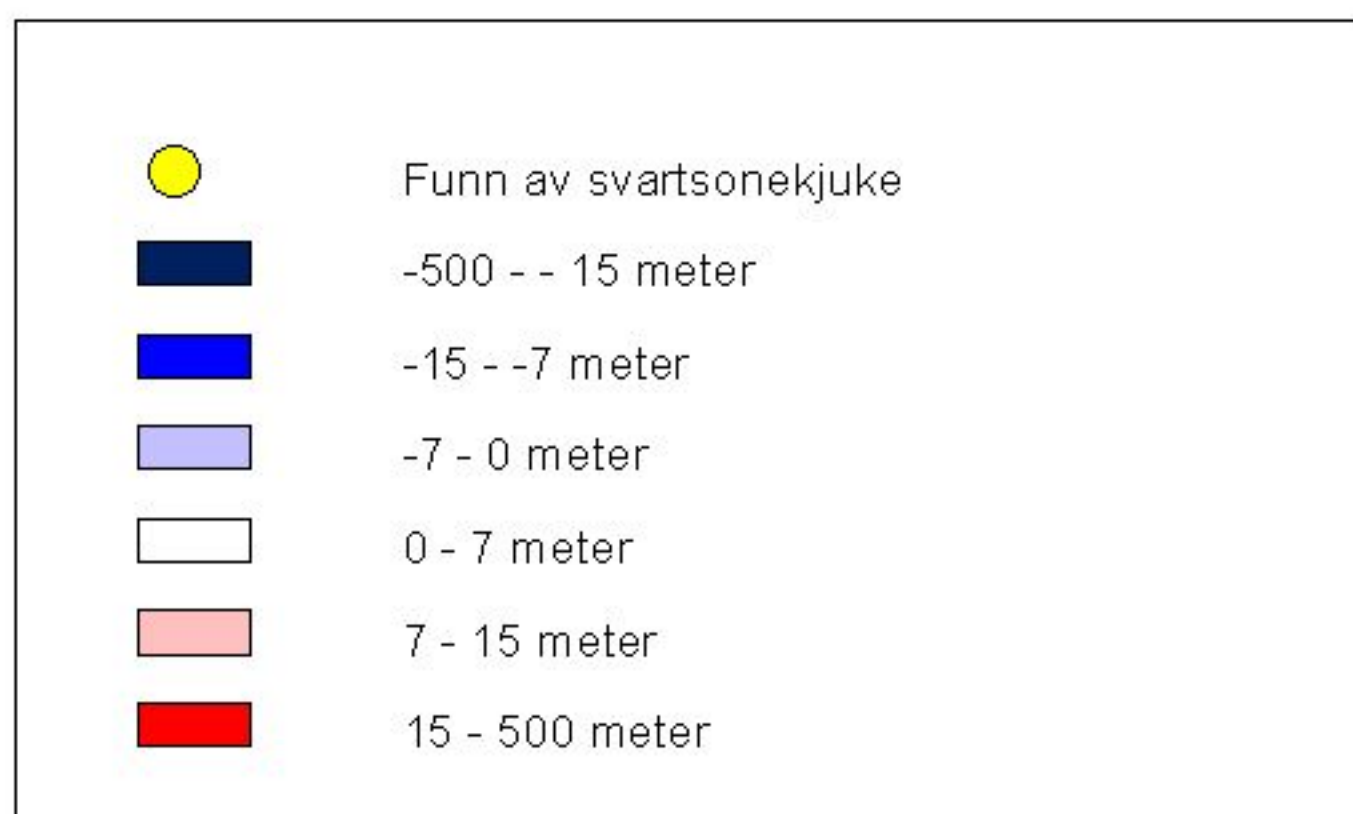 Funn av svartsonekjuke
-500 - - 15 meter
-15 - -7 meter
-7 - 0 meter
0 - 7 meter
7 - 15 meter
15 - 500 meter